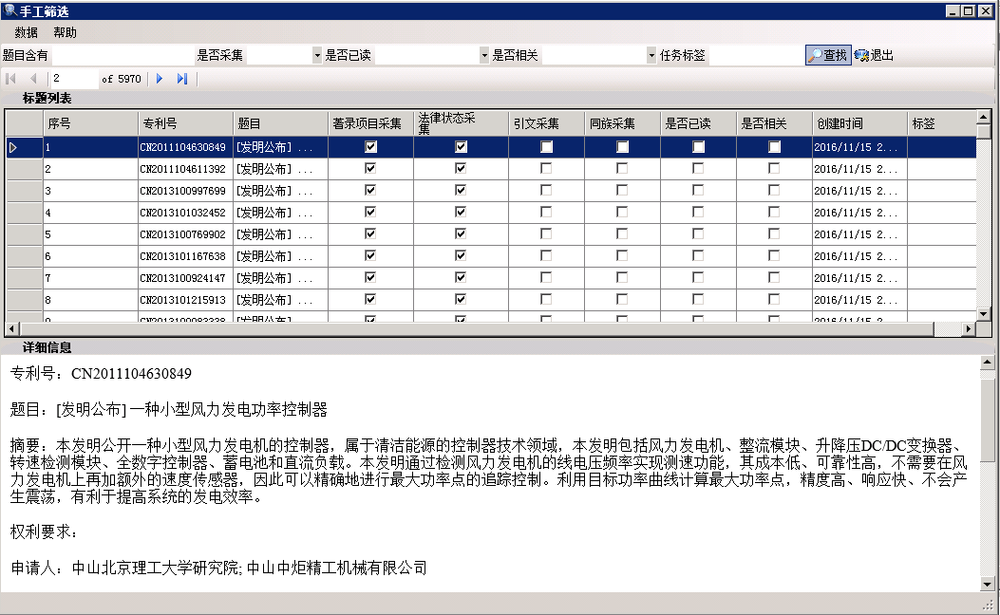 手工筛选
数据 帮助
题目含有 是否采集 是否已读 是否相关 任务标签 查找 退出
2 of 5970
标题列表
序号 专利号 题目 著录项目采集 法律状态采集 引文采集 同族采集 是否已读 是否相关 创建时间 标签
1 CN2011104630849 [发明公布] ... 2016/11/15 2...
2 CN2011104611392 [发明公布] ... 2016/11/15 2...
3 CN2013100997699 [发明公布] ... 2016/11/15 2...
4 CN2013101032452 [发明公布] ... 2016/11/15 2...
5 CN2013100769902 [发明公布] ... 2016/11/15 2...
6 CN2013101167638 [发明公布] ... 2016/11/15 2...
7 CN2013100924147 [发明公布] ... 2016/11/15 2...
8 CN2013101215913 [发明公布] ... 2016/11/15 2...
详细信息
专利号：CN2011104630849
题目：[发明公布] 一种小型风力发电功率控制器
摘要：本发明公开一种小型风力发电机的控制器，属于清洁能源的控制器技术领域，本发明包括风力发电机、整流模块、升降压DC/DC变换器、
转速检测模块、全数字控制器、蓄电池和直流负载。本发明通过检测风力发电机的线电压频率实现测速功能，其成本低、可靠性高，不需要在风
力发电机上再加额外的速度传感器，因此可以精确地进行最大功率点的追踪控制。利用目标功率曲线计算最大功率点，精度高、响应快、不会产
生震荡，有利于提高系统的发电效率。
权利要求：
申请人：中山北京理工大学研究院; 中山中炬精工机械有限公司